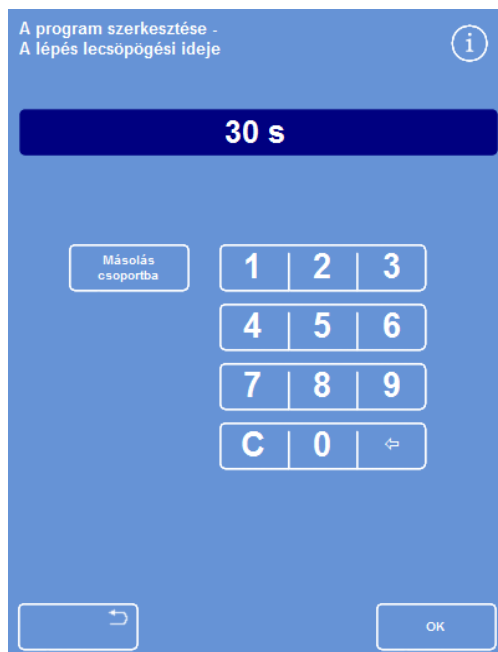 A program szerkesztése -
A lépés lecsöpögési ideje
i
30 s
Másolás
csoportba
1 2 3
4 5 6
7 8 9
C 0
OK